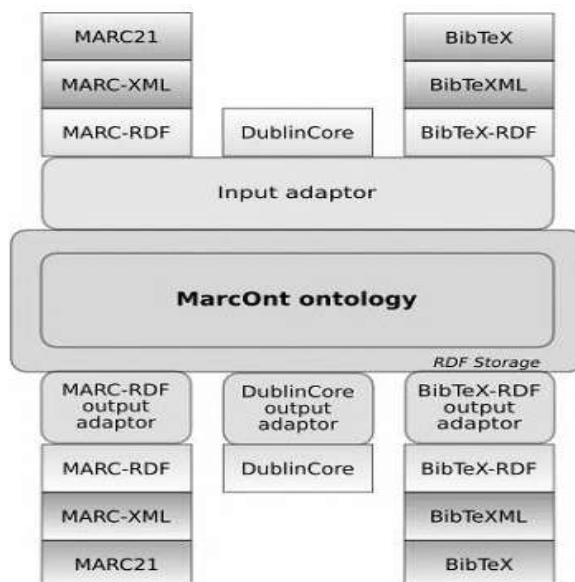 MARC21
BibTeX
MARC-XML
BibTeXML
MARC-RDF
DublinCore
BibTeX-RDF
Input adaptor
MarcOnt ontology
RDF Storage
MARC-RDF
output
adaptor
DublinCore
output
adaptor
BibTeX-RDF
output
adaptor
MARC-RDF
DublinCore
BibTeX-RDF
MARC-XML
BibTeXML
MARC21
BibTeX